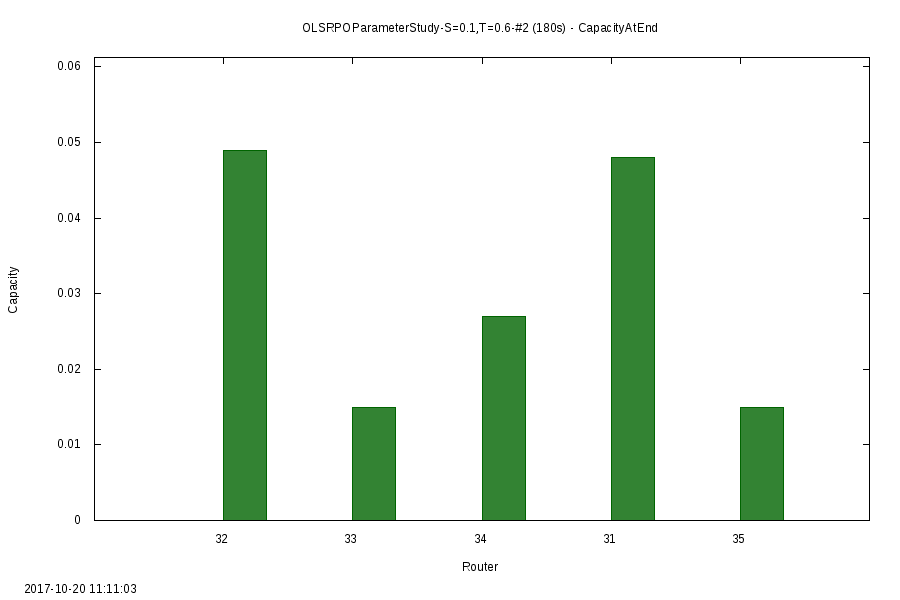 OLSRPOParameterStudy-S=0.1,T=0.6-#2 (180s) - CapacityAtEnd
0.06
0.05
0.04
0.03
0.02
0.01
0
Capacity
32 33 34 31 35
Router
2017-10-20 11:11:03